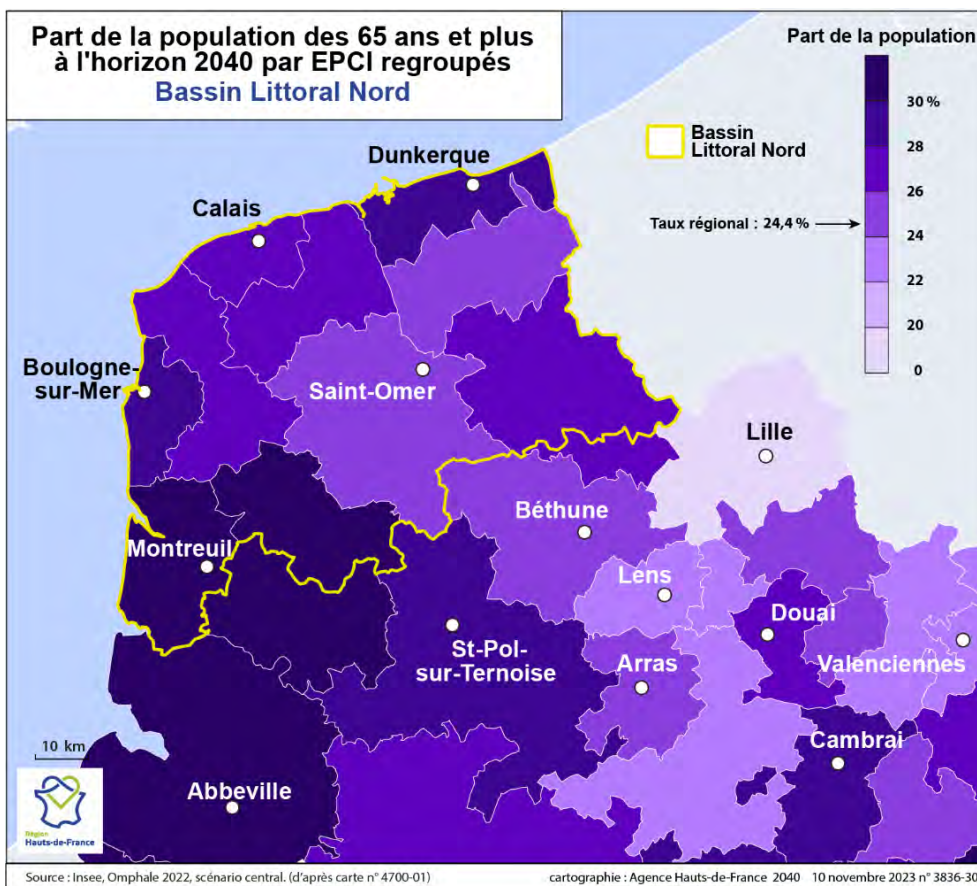 Part de la population des 65 ans et plus
à l'horizon 2040 par EPCI regroupés
Bassin Littoral Nord
Part de la population
30 %
28
26
Taux régional : 24,4 %
24
22
20
0
Bassin
Littoral Nord
Dunkerque
Calais
Boulogne-
sur-Mer
Saint-Omer
Lille
Béthune
Montreuil
Lens
Douai
St-Pol-
sur-Ternoise
Arras
Valenciennes
Cambrai
10 km
Abbeville
Région
Hauts-de-France
Source : Insee, Omphale 2022, scénario central. (d'après carte n° 4700-01)
cartographie : Agence Hauts-de-France 2040 10 novembre 2023 n° 3836-30